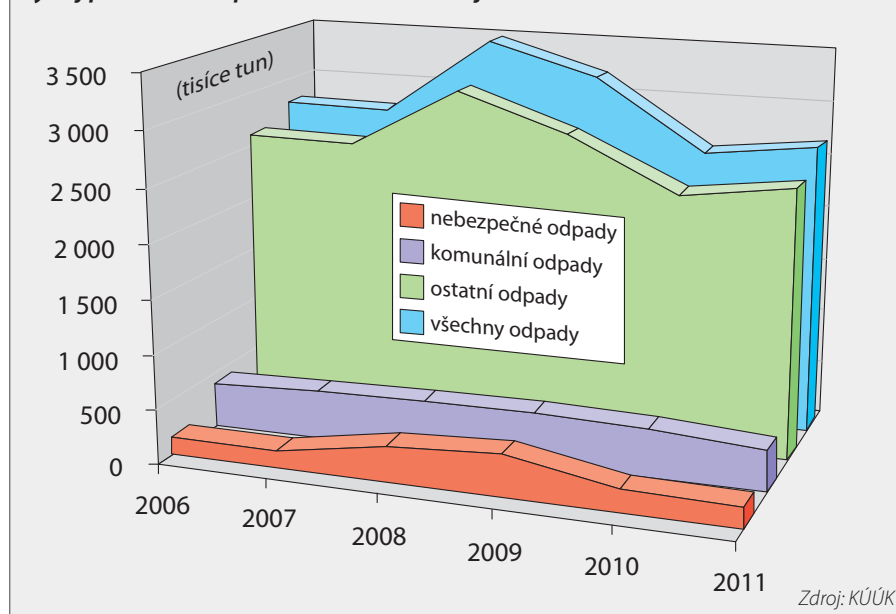 (tisíce tun)
3 500
3 000
2 500
2 000
1 500
1 000
500
0
nebezpečné odpady
komunální odpady
ostatní odpady
všechny odpady
2006
2007
2008
2009
2010
2011
Zdroj: KÚÚK